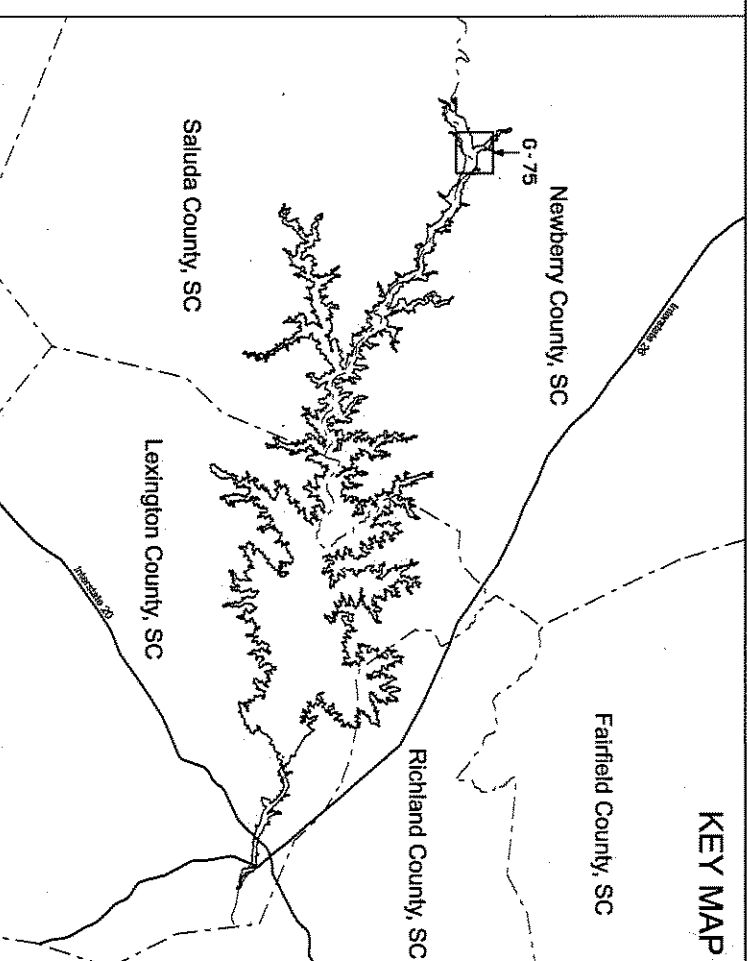 KEY MAP
Fairfield County, SC
Richland County, SC
Interstate 26
Newberry County, SC
G-75
Saluda County, SC
Lexington County, SC
Interstate 20